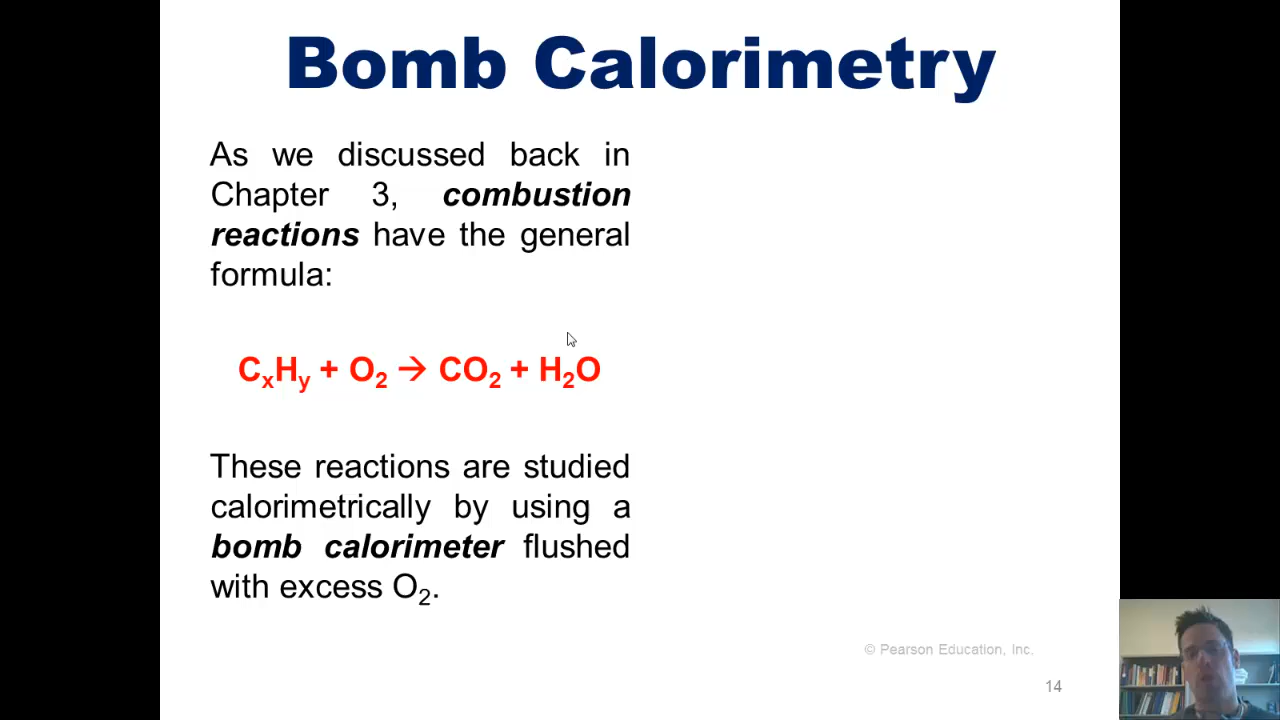 Bomb Calorimetry
As we discussed back in
Chapter 3, combustion
reactions have the general
formula:
CₓHᵧ + O₂ → CO₂ + H₂O
These reactions are studied
calorimetrically by using a
bomb calorimeter flushed
with excess O₂.
© Pearson Education, Inc.
14